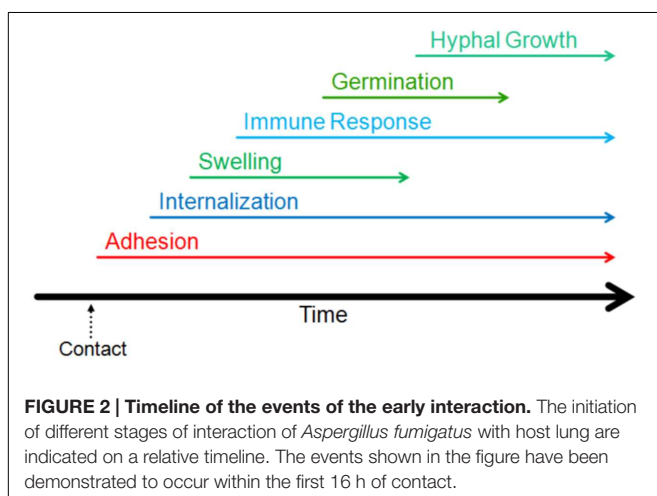 Hyphal Growth
Germination
Immune Response
Swelling
Internalization
Adhesion
Time
Contact
FIGURE 2 | Timeline of the events of the early interaction. The initiation
of different stages of interaction of Aspergillus fumigatus with host lung are
indicated on a relative timeline. The events shown in the figure have been
demonstrated to occur within the first 16 h of contact.